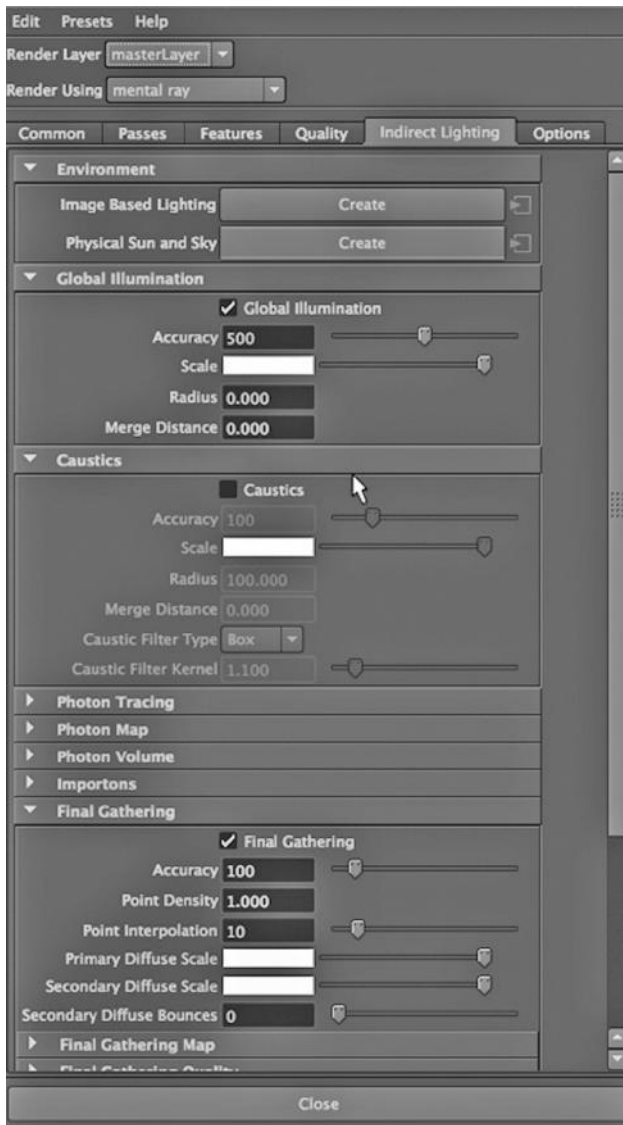 Edit Presets Help
Render Layer masterLayer
Render Using mental ray
Common Passes Features Quality Indirect Lighting Options
Environment
Image Based Lighting Create
Physical Sun and Sky Create
Global Illumination
Global Illumination
Accuracy 500
Scale
Radius 0.000
Merge Distance 0.000
Caustics
Caustics
Accuracy 100
Scale
Radius 100.000
Merge Distance 0.000
Caustic Filter Type Box
Caustic Filter Kernel 1.100
Photon Tracing
Photon Map
Photon Volume
Importons
Final Gathering
Final Gathering
Accuracy 100
Point Density 1.000
Point Interpolation 10
Primary Diffuse Scale
Secondary Diffuse Scale
Secondary Diffuse Bounces 0
Final Gathering Map
Final Gathering Quality
Close